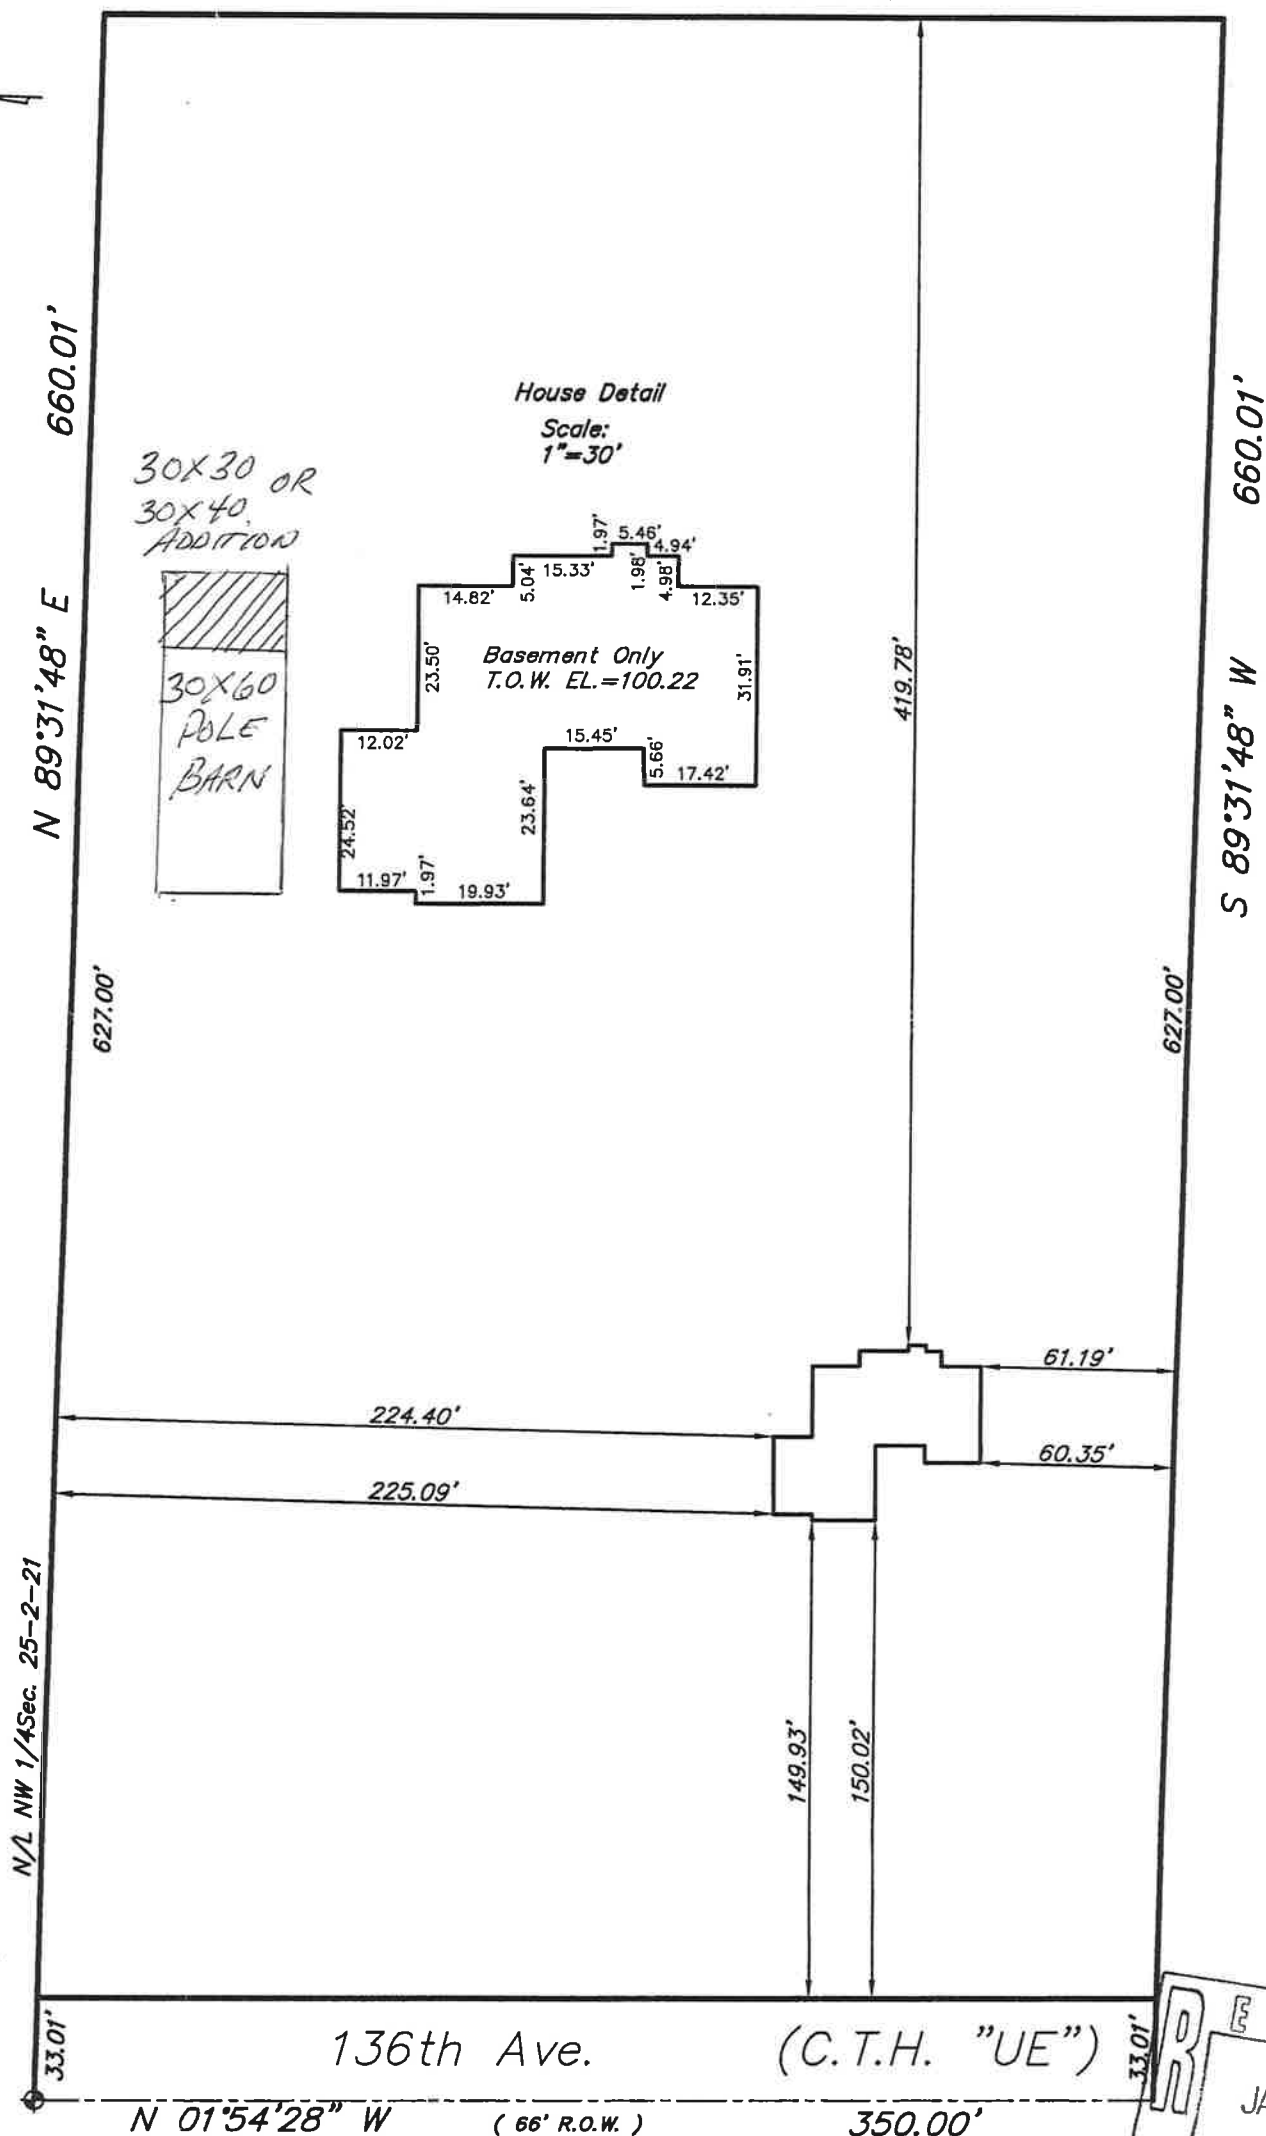 660.01'
N 89°31'48" E
627.00'
N/L NW 1/4Sec. 25-2-21
33.01'
30X30 OR
30X40
ADDITION
30X60
POLE
BARN
House Detail
Scale:
1"=30'
1.97'
5.46'
4.94'
15.33'
1.98'
4.98'
5.04'
14.82'
12.35'
23.50'
Basement Only
T.O.W. EL.=100.22
31.91'
12.02'
15.45'
5.66'
17.42'
24.52'
23.64'
11.97'
1.97'
19.93'
419.78'
660.01'
S 89°31'48" W
627.00'
61.19'
224.40'
60.35'
225.09'
149.93'
150.02'
136th Ave. (C.T.H. "UE")
33.01'
N 01°54'28" W ( 66' R.O.W. ) 350.00'
R E
JA